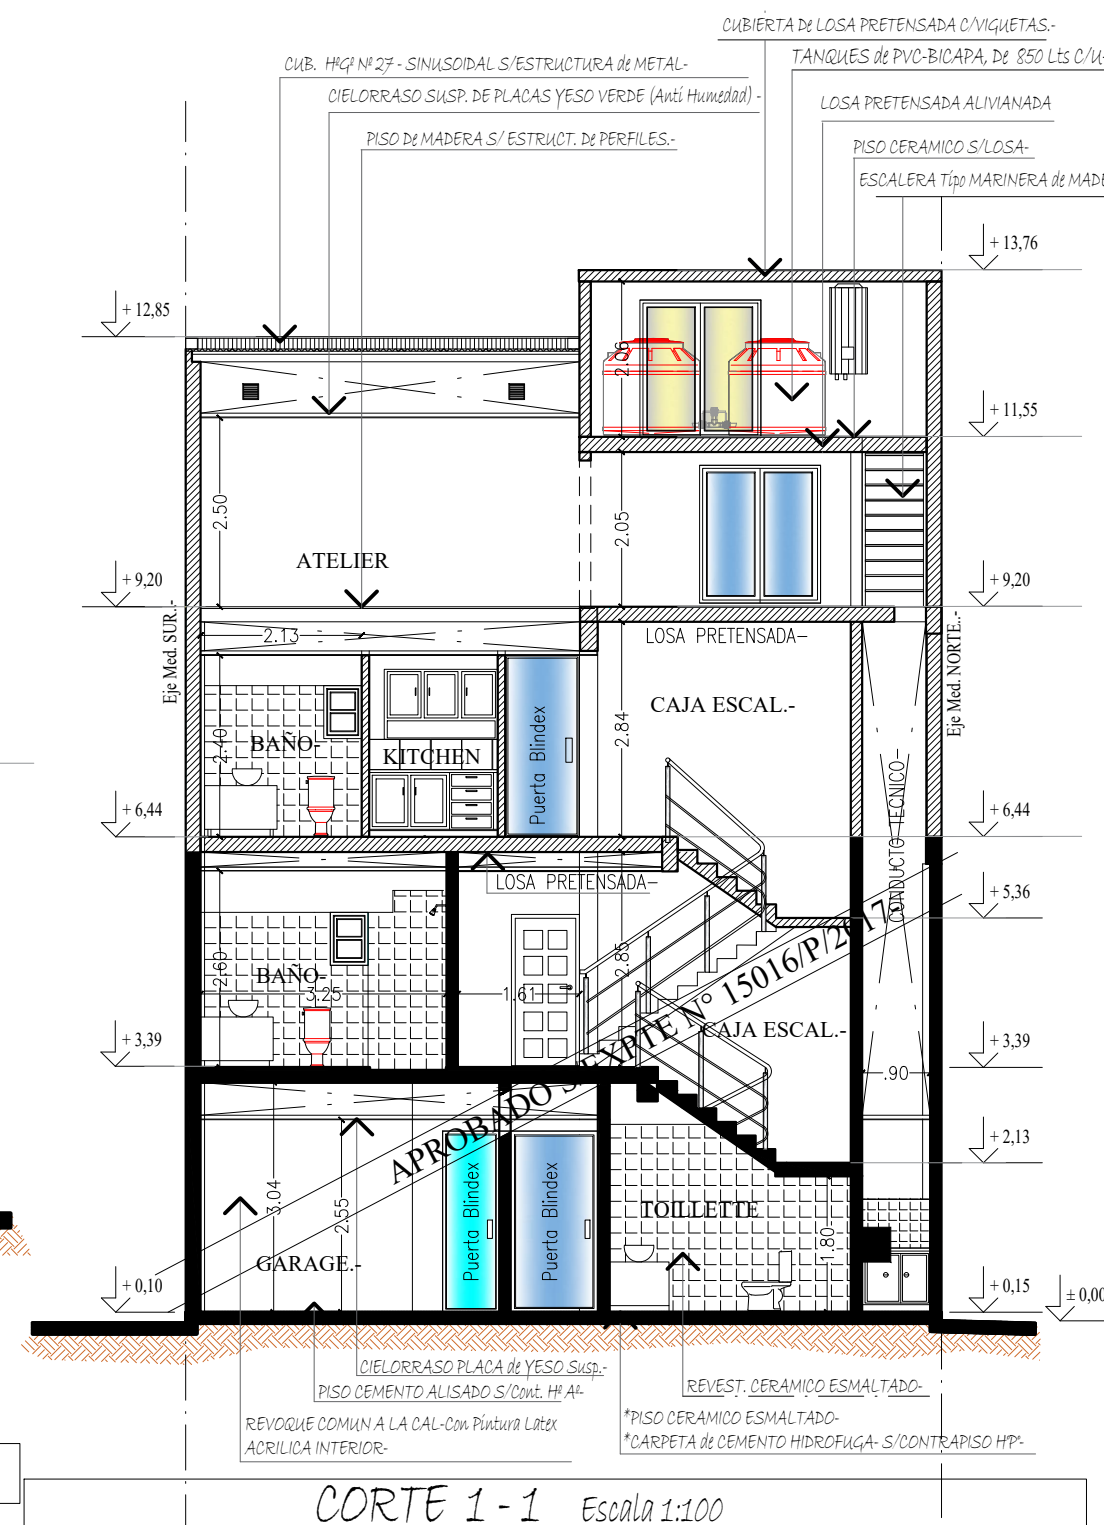 CUBIERTA De LOSA PRETENSADA C/VIGUETAS.-
CUB. HºGº Nº 27 - SINUSOIDAL S/ESTRUCTURA de METAL-
TANQUES de PVC-BICAPA, De 850 Lts C/U-
CIELORRASO SUSP. DE PLACAS YESO VERDE (Anti Humedad) -
LOSA PRETENSADA ALIVIANADA
PISO De MADERA S/ ESTRUCT. De PERFILES.-
PISO CERAMICO S/LOSA-
ESCALERA Tipo MARINERA de MADE
+ 13,76
+ 12,85
2.06
+ 11,55
2.50
2.05
ATELIER
+ 9,20
+ 9,20
Eje Med. SUR.-
2.13
LOSA PRETENSADA-
Eje Med. NORTE.-
CAJA ESCAL.-
2.40
BAÑO-
KITCHEN
Puerta Blindex
2.84
CONDUCTO TECNICO-
+ 6,44
+ 6,44
LOSA PRETENSADA-
+ 5,36
2.60
BAÑO-
3.25
1.61
2.85
CAJA ESCAL.-
APROBADO S/EXPTE N° 15016/P/2017-
+ 3,39
+ 3,39
.90
+ 2,13
3.04
2.55
Puerta Blindex
Puerta Blindex
TOILLETTE
1.80
GARAGE.-
+ 0,10
+ 0,15
± 0,00
CIELORRASO PLACA de YESO Susp.-
PISO CEMENTO ALISADO S/Cont. Hº Aº-
REVOQUE COMUN A LA CAL-Con Pintura Latex
ACRILICA INTERIOR-
REVEST. CERAMICO ESMALTADO-
*PISO CERAMICO ESMALTADO-
*CARPETA de CEMENTO HIDROFUGA- S/CONTRAPISO HºPº-
CORTE 1 - 1 Escala 1:100